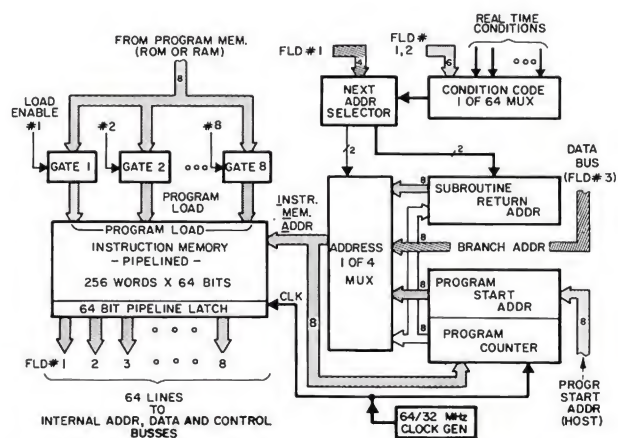 FROM PROGRAM MEM.
(ROM OR RAM)
8
LOAD
ENABLE
#1
#2
#8
GATE 1
GATE 2
ooo
GATE 8
PROGRAM
LOAD
PROGRAM LOAD
INSTRUCTION MEMORY
- PIPELINED -
256 WORDS X 64 BITS
64 BIT PIPELINE LATCH
FLD# 1
2
3
o o o
o o o
8
64 LINES
TO
INTERNAL ADDR, DATA AND CONTROL
BUSSES
FLD #1
4
FLD #
1,2
6
REAL TIME
CONDITIONS
ooo
NEXT
ADDR
SELECTOR
CONDITION CODE
1 OF 64 MUX
2
2
DATA
BUS
(FLD#3)
INSTR.
MEM.
ADDR
ADDRESS
1 OF 4
MUX
8
SUBROUTINE
RETURN
ADDR
8
BRANCH ADDR
8
PROGRAM
START
ADDR
8
PROGRAM
COUNTER
CLK
8
8
64/32 MHz
CLOCK GEN
PROGR
START
ADDR
(HOST)